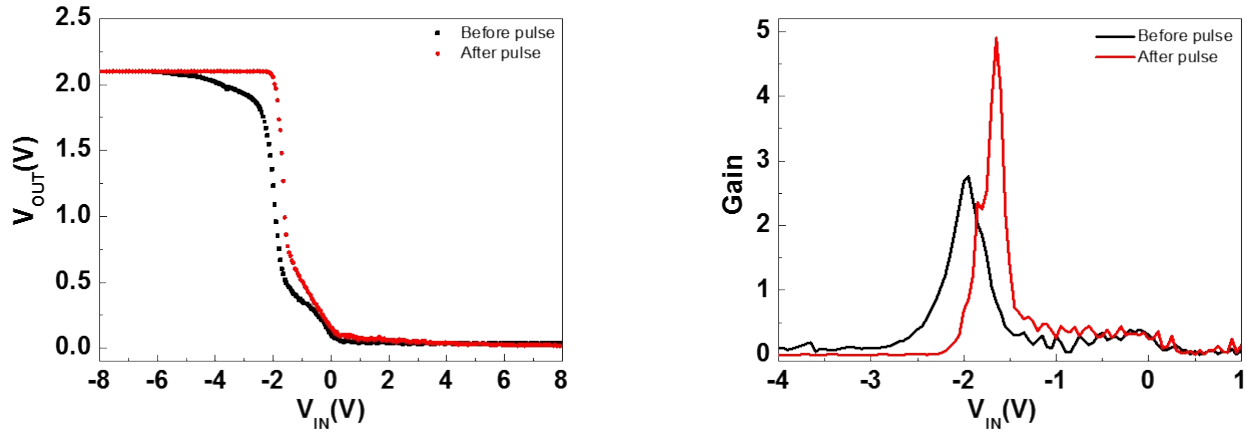 2.5
2.0
1.5
1.0
0.5
0.0
V_OUT(V)
Before pulse
After pulse
-8 -6 -4 -2 0 2 4 6 8
V_IN(V)
5
4
3
2
1
0
Gain
Before pulse
After pulse
-4 -3 -2 -1 0 1
V_IN(V)